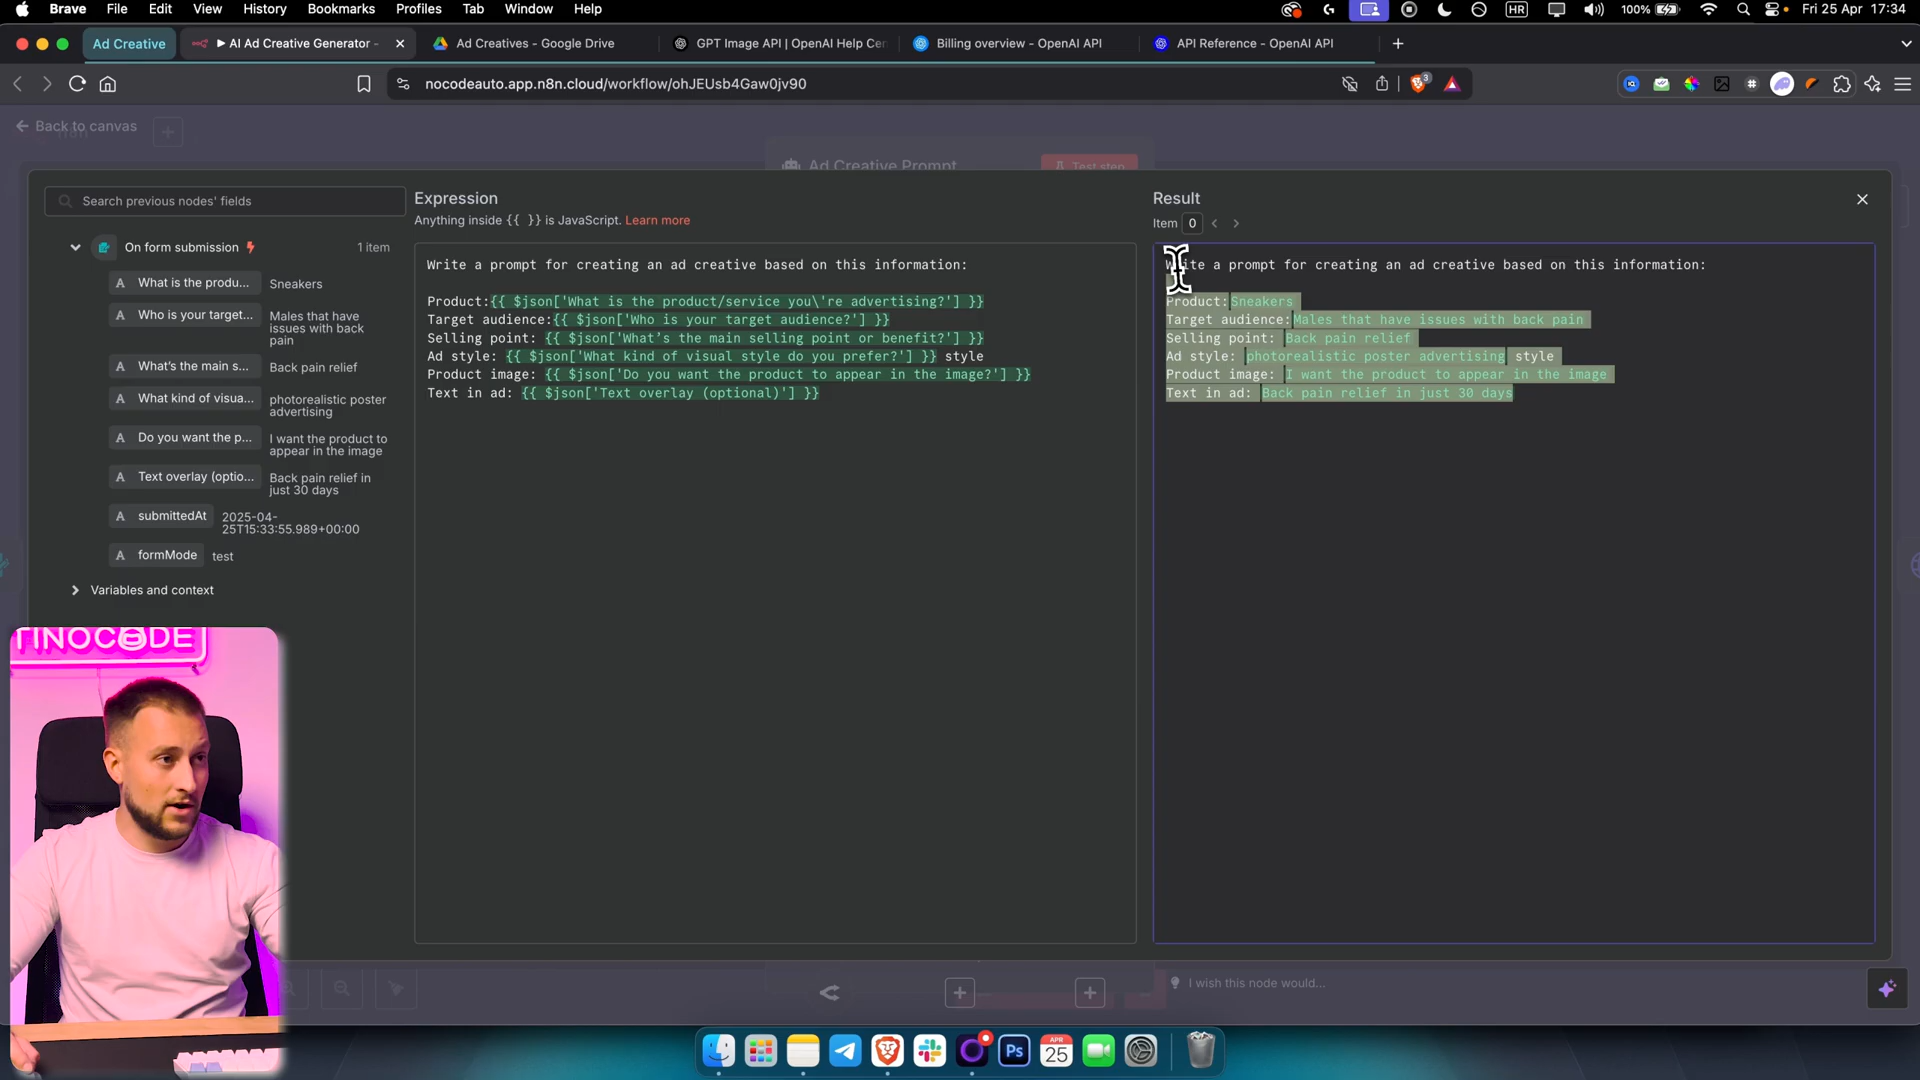 Brave File Edit View History Bookmarks Profiles Tab Window Help HR 100% Fri 25 Apr 17:34
Ad Creative AI Ad Creative Generator - Ad Creatives - Google Drive GPT Image API | OpenAI Help Cen Billing overview - OpenAI API API Reference - OpenAI API
nocodeauto.app.n8n.cloud/workflow/ohJEUsb4Gaw0jv90 3
Back to canvas
Ad Creative Prompt Test step
Search previous nodes' fields
On form submission 1 item
What is the produ... Sneakers
Who is your target... Males that have
issues with back
pain
What's the main s... Back pain relief
What kind of visua... photorealistic poster
advertising
Do you want the p... I want the product to
appear in the image
Text overlay (optio... Back pain relief in
just 30 days
submittedAt 2025-04-
25T15:33:55.989+00:00
formMode test
Variables and context
Expression
Anything inside {{ }} is JavaScript. Learn more
Write a prompt for creating an ad creative based on this information:
Product:{{ $json['What is the product/service you\'re advertising?'] }}
Target audience:{{ $json['Who is your target audience?'] }}
Selling point: {{ $json['What's the main selling point or benefit?'] }}
Ad style: {{ $json['What kind of visual style do you prefer?'] }} style
Product image: {{ $json['Do you want the product to appear in the image?'] }}
Text in ad: {{ $json['Text overlay (optional)'] }}
Result
Item 0
Write a prompt for creating an ad creative based on this information:
Product:Sneakers
Target audience:Males that have issues with back pain
Selling point: Back pain relief
Ad style: photorealistic poster advertising style
Product image: I want the product to appear in the image
Text in ad: Back pain relief in just 30 days
I wish this node would...
TINOCODE
Ps APR 25